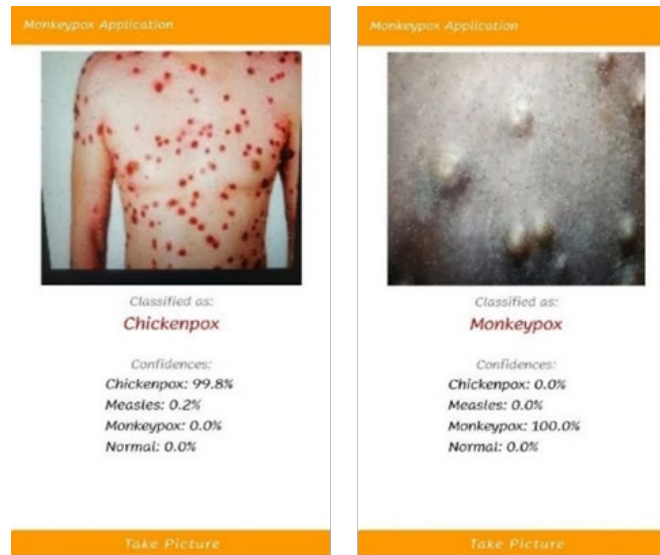 Monkeypox Application
Classified as:
Chickenpox
Confidences:
Chickenpox: 99.8%
Measles: 0.2%
Monkeypox: 0.0%
Normal: 0.0%
Take Picture
Monkeypox Application
Classified as:
Monkeypox
Confidences:
Chickenpox: 0.0%
Measles: 0.0%
Monkeypox: 100.0%
Normal: 0.0%
Take Picture